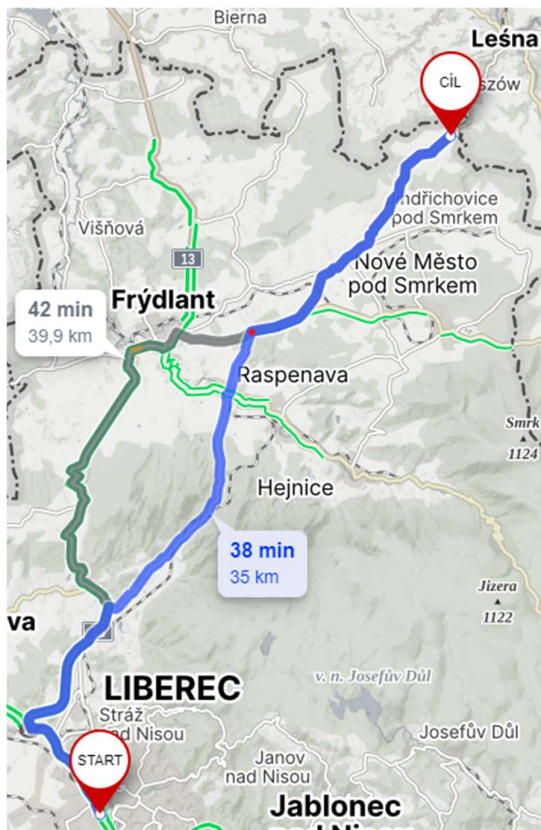 Bierna
Leśna
CÍL
szów
ndřichovice
pod Smrkem
Višňová
13
Nové Město
pod Smrkem
Frýdlant
42 min
39,9 km
Raspenava
Smrk
1124
Hejnice
38 min
35 km
Jizera
1122
va
LIBEREC
v. n. Josefův Důl
Stráž
ad Nisou
Josefův Důl
START
Janov
nad Nisou
Jablonec